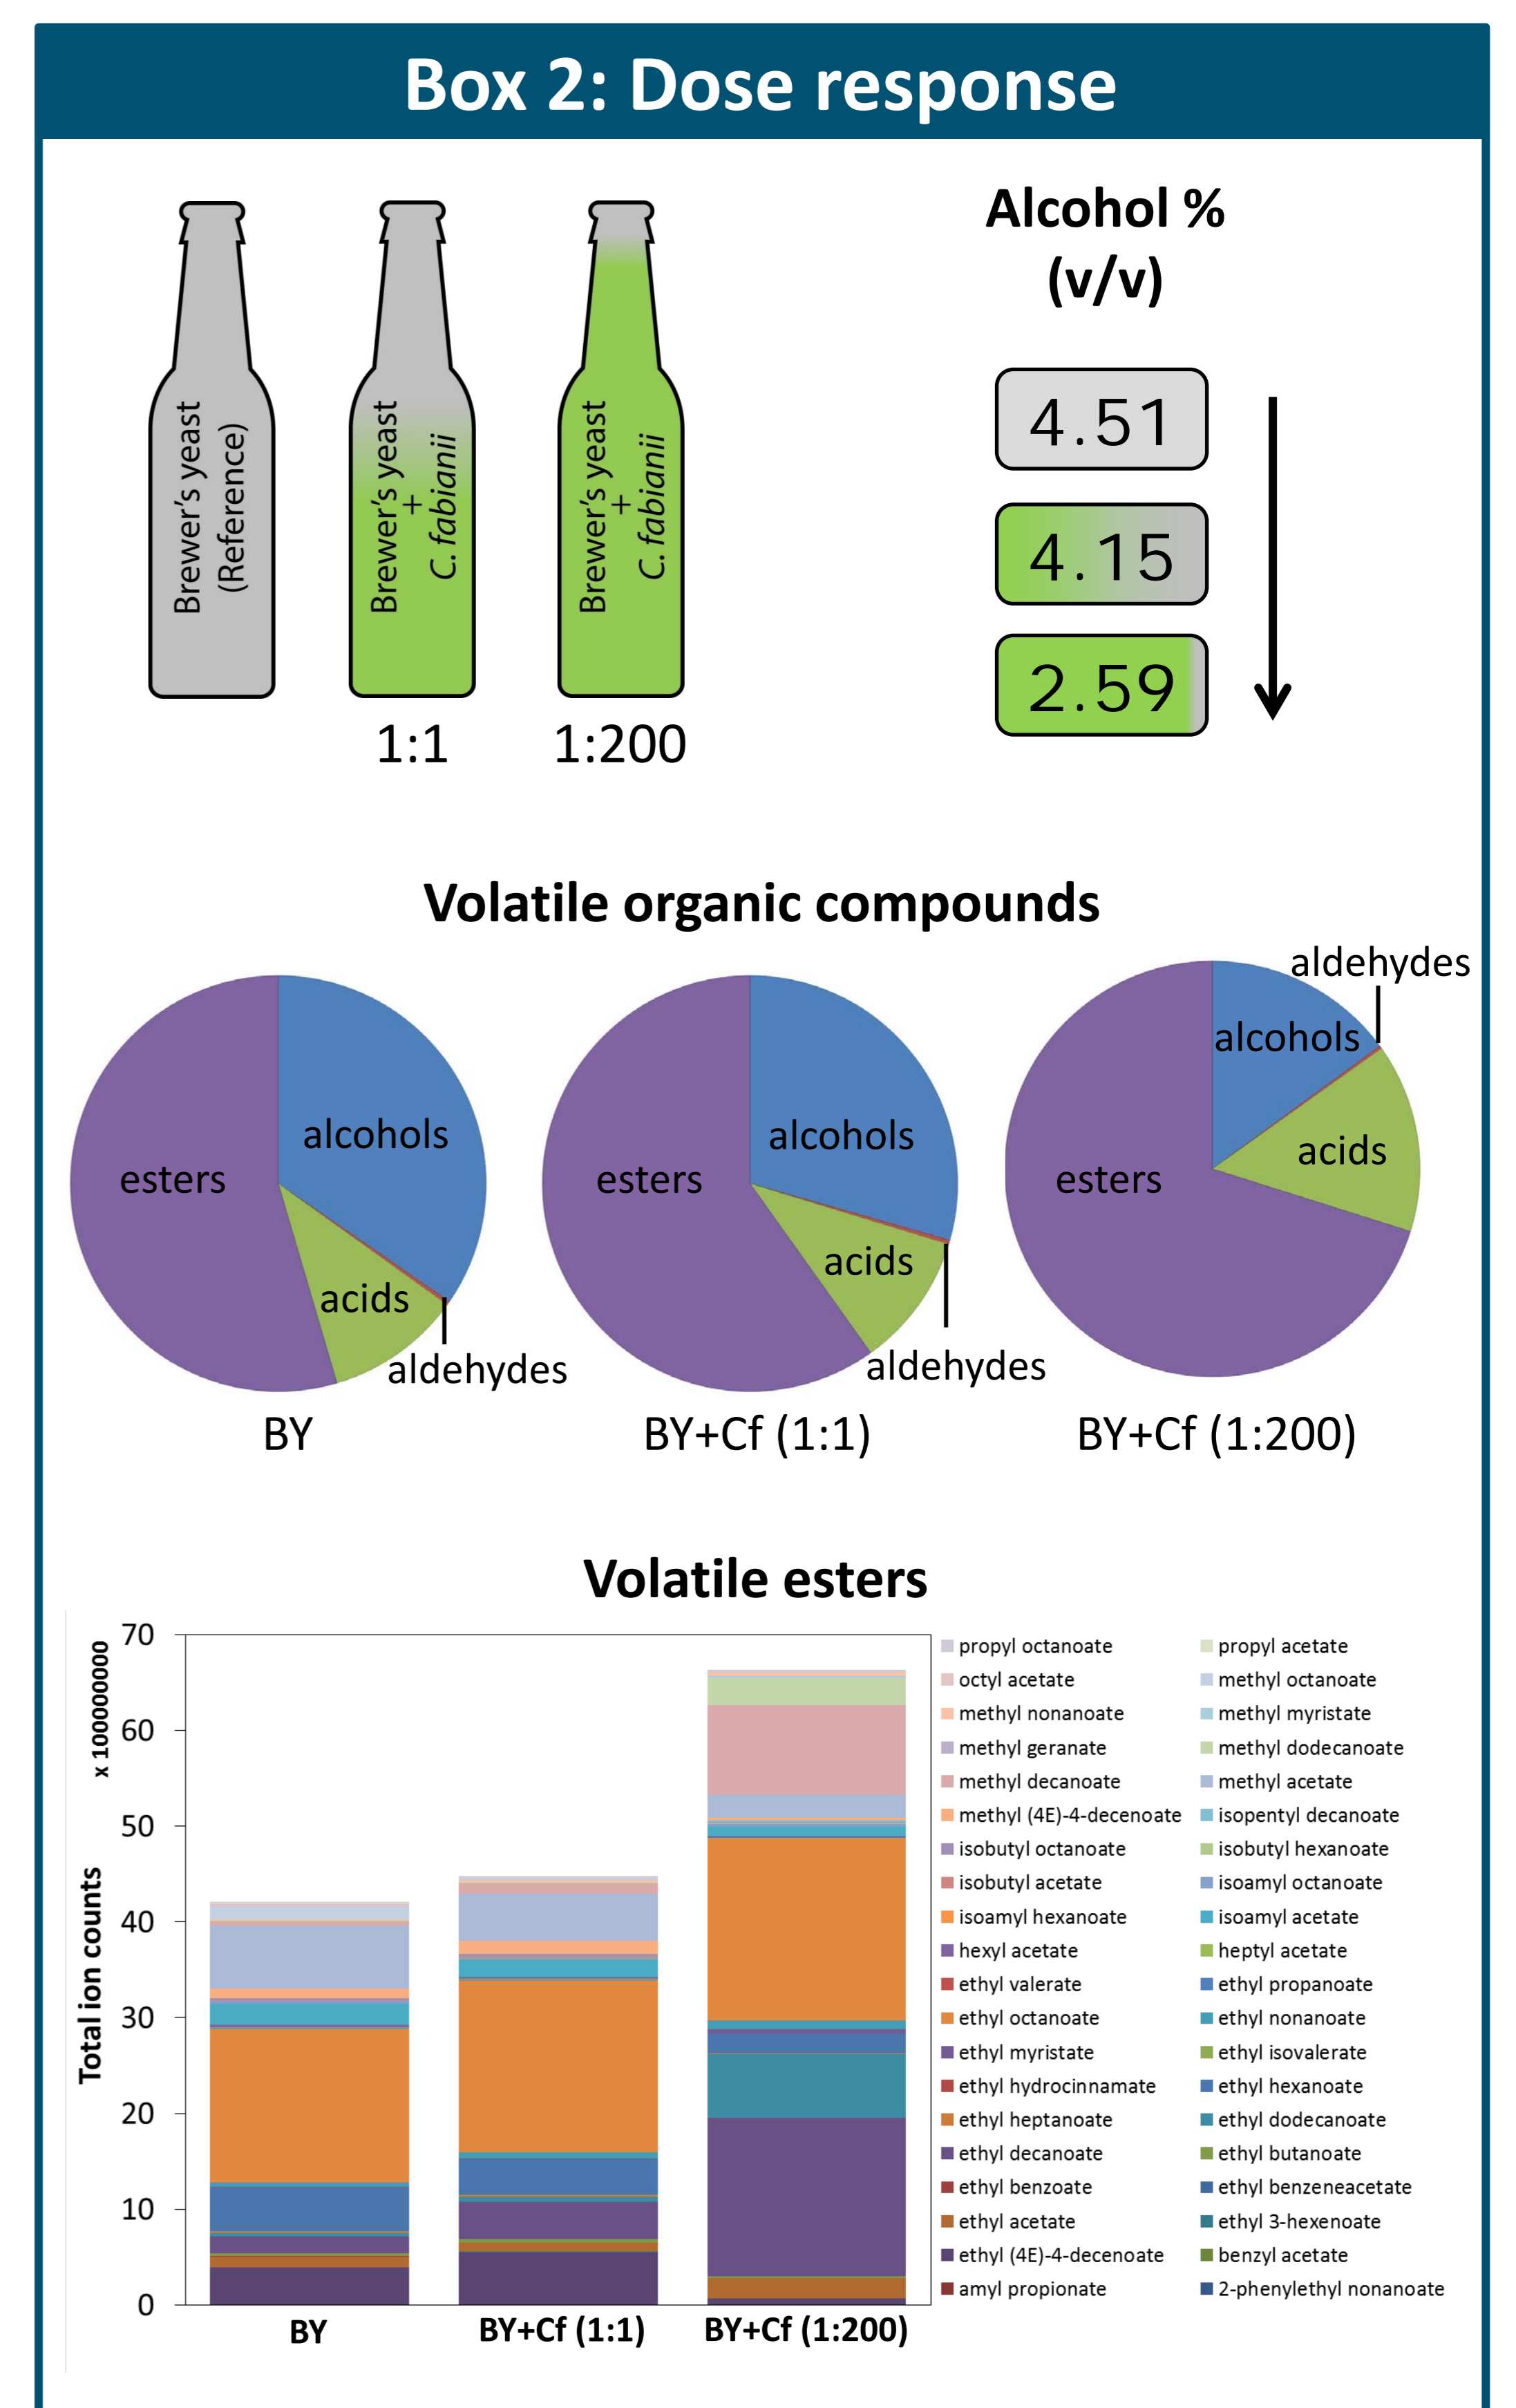 Box 2: Dose response
Brewer's yeast
(Reference)
Brewer's yeast
+
C. fabianii
Brewer's yeast
+
C. fabianii
1:1
1:200
Alcohol %
(v/v)
4.51
4.15
2.59
Volatile organic compounds
esters
alcohols
acids
aldehydes
BY
esters
alcohols
acids
aldehydes
BY+Cf (1:1)
aldehydes
alcohols
acids
esters
BY+Cf (1:200)
Volatile esters
x 100000000
Total ion counts
70
60
50
40
30
20
10
0
BY
BY+Cf (1:1)
BY+Cf (1:200)
propyl octanoate propyl acetate
octyl acetate methyl octanoate
methyl nonanoate methyl myristate
methyl geranate methyl dodecanoate
methyl decanoate methyl acetate
methyl (4E)-4-decenoate isopentyl decanoate
isobutyl octanoate isobutyl hexanoate
isobutyl acetate isoamyl octanoate
isoamyl hexanoate isoamyl acetate
hexyl acetate heptyl acetate
ethyl valerate ethyl propanoate
ethyl octanoate ethyl nonanoate
ethyl myristate ethyl isovalerate
ethyl hydrocinnamate ethyl hexanoate
ethyl heptanoate ethyl dodecanoate
ethyl decanoate ethyl butanoate
ethyl benzoate ethyl benzeneacetate
ethyl acetate ethyl 3-hexenoate
ethyl (4E)-4-decenoate benzyl acetate
amyl propionate 2-phenylethyl nonanoate